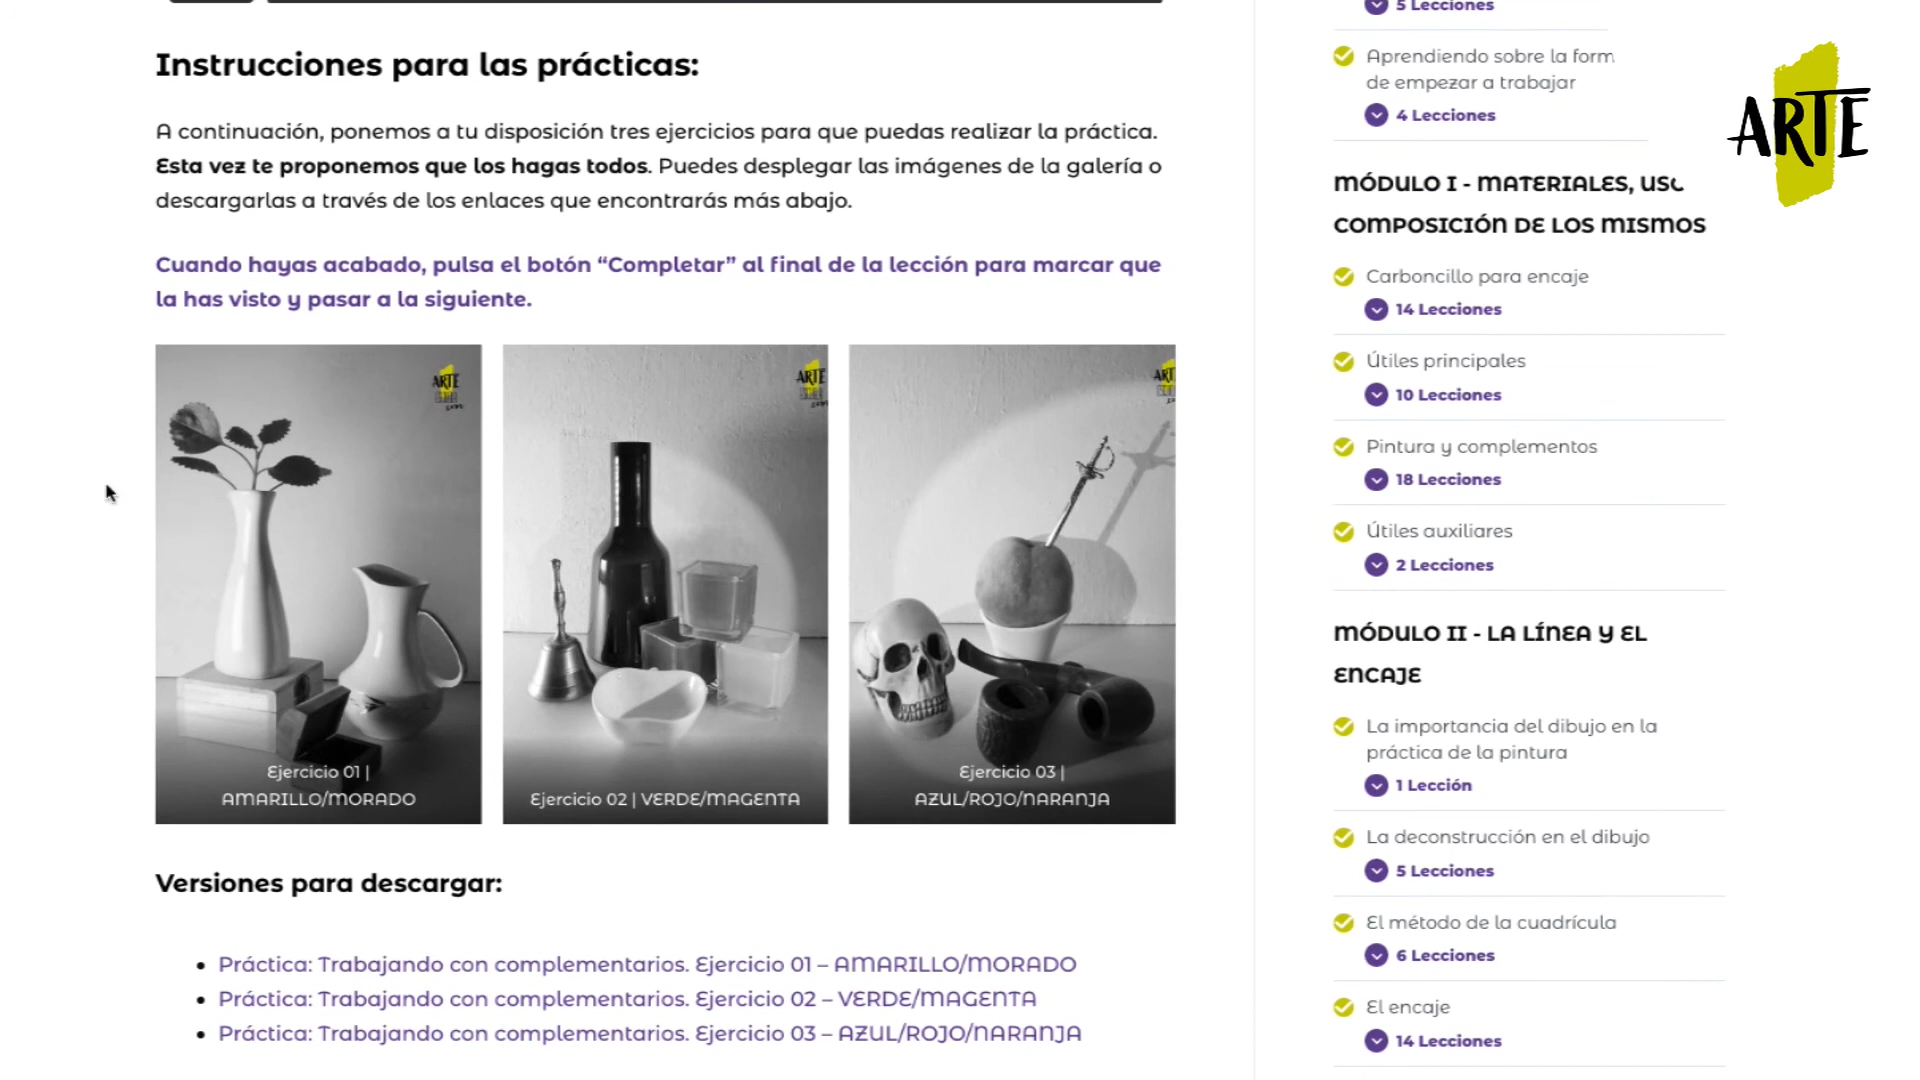 Instrucciones para las prácticas:
A continuación, ponemos a tu disposición tres ejercicios para que puedas realizar la práctica.
Esta vez te proponemos que los hagas todos. Puedes desplegar las imágenes de la galería o
descargarlas a través de los enlaces que encontrarás más abajo.
Cuando hayas acabado, pulsa el botón “Completar” al final de la lección para marcar que
la has visto y pasar a la siguiente.
ARTE
ARTE
Ejercicio 01 |
AMARILLO/MORADO
Ejercicio 02 | VERDE/MAGENTA
Ejercicio 03 |
AZUL/ROJO/NARANJA
Versiones para descargar:
• Práctica: Trabajando con complementarios. Ejercicio 01 – AMARILLO/MORADO
• Práctica: Trabajando con complementarios. Ejercicio 02 – VERDE/MAGENTA
• Práctica: Trabajando con complementarios. Ejercicio 03 – AZUL/ROJO/NARANJA
5 Lecciones
Aprendiendo sobre la form
de empezar a trabajar
4 Lecciones
MÓDULO I - MATERIALES, USO
COMPOSICIÓN DE LOS MISMOS
Carboncillo para encaje
14 Lecciones
Útiles principales
10 Lecciones
Pintura y complementos
18 Lecciones
Útiles auxiliares
2 Lecciones
MÓDULO II - LA LÍNEA Y EL
ENCAJE
La importancia del dibujo en la
práctica de la pintura
1 Lección
La deconstrucción en el dibujo
5 Lecciones
El método de la cuadrícula
6 Lecciones
El encaje
14 Lecciones
ARTE